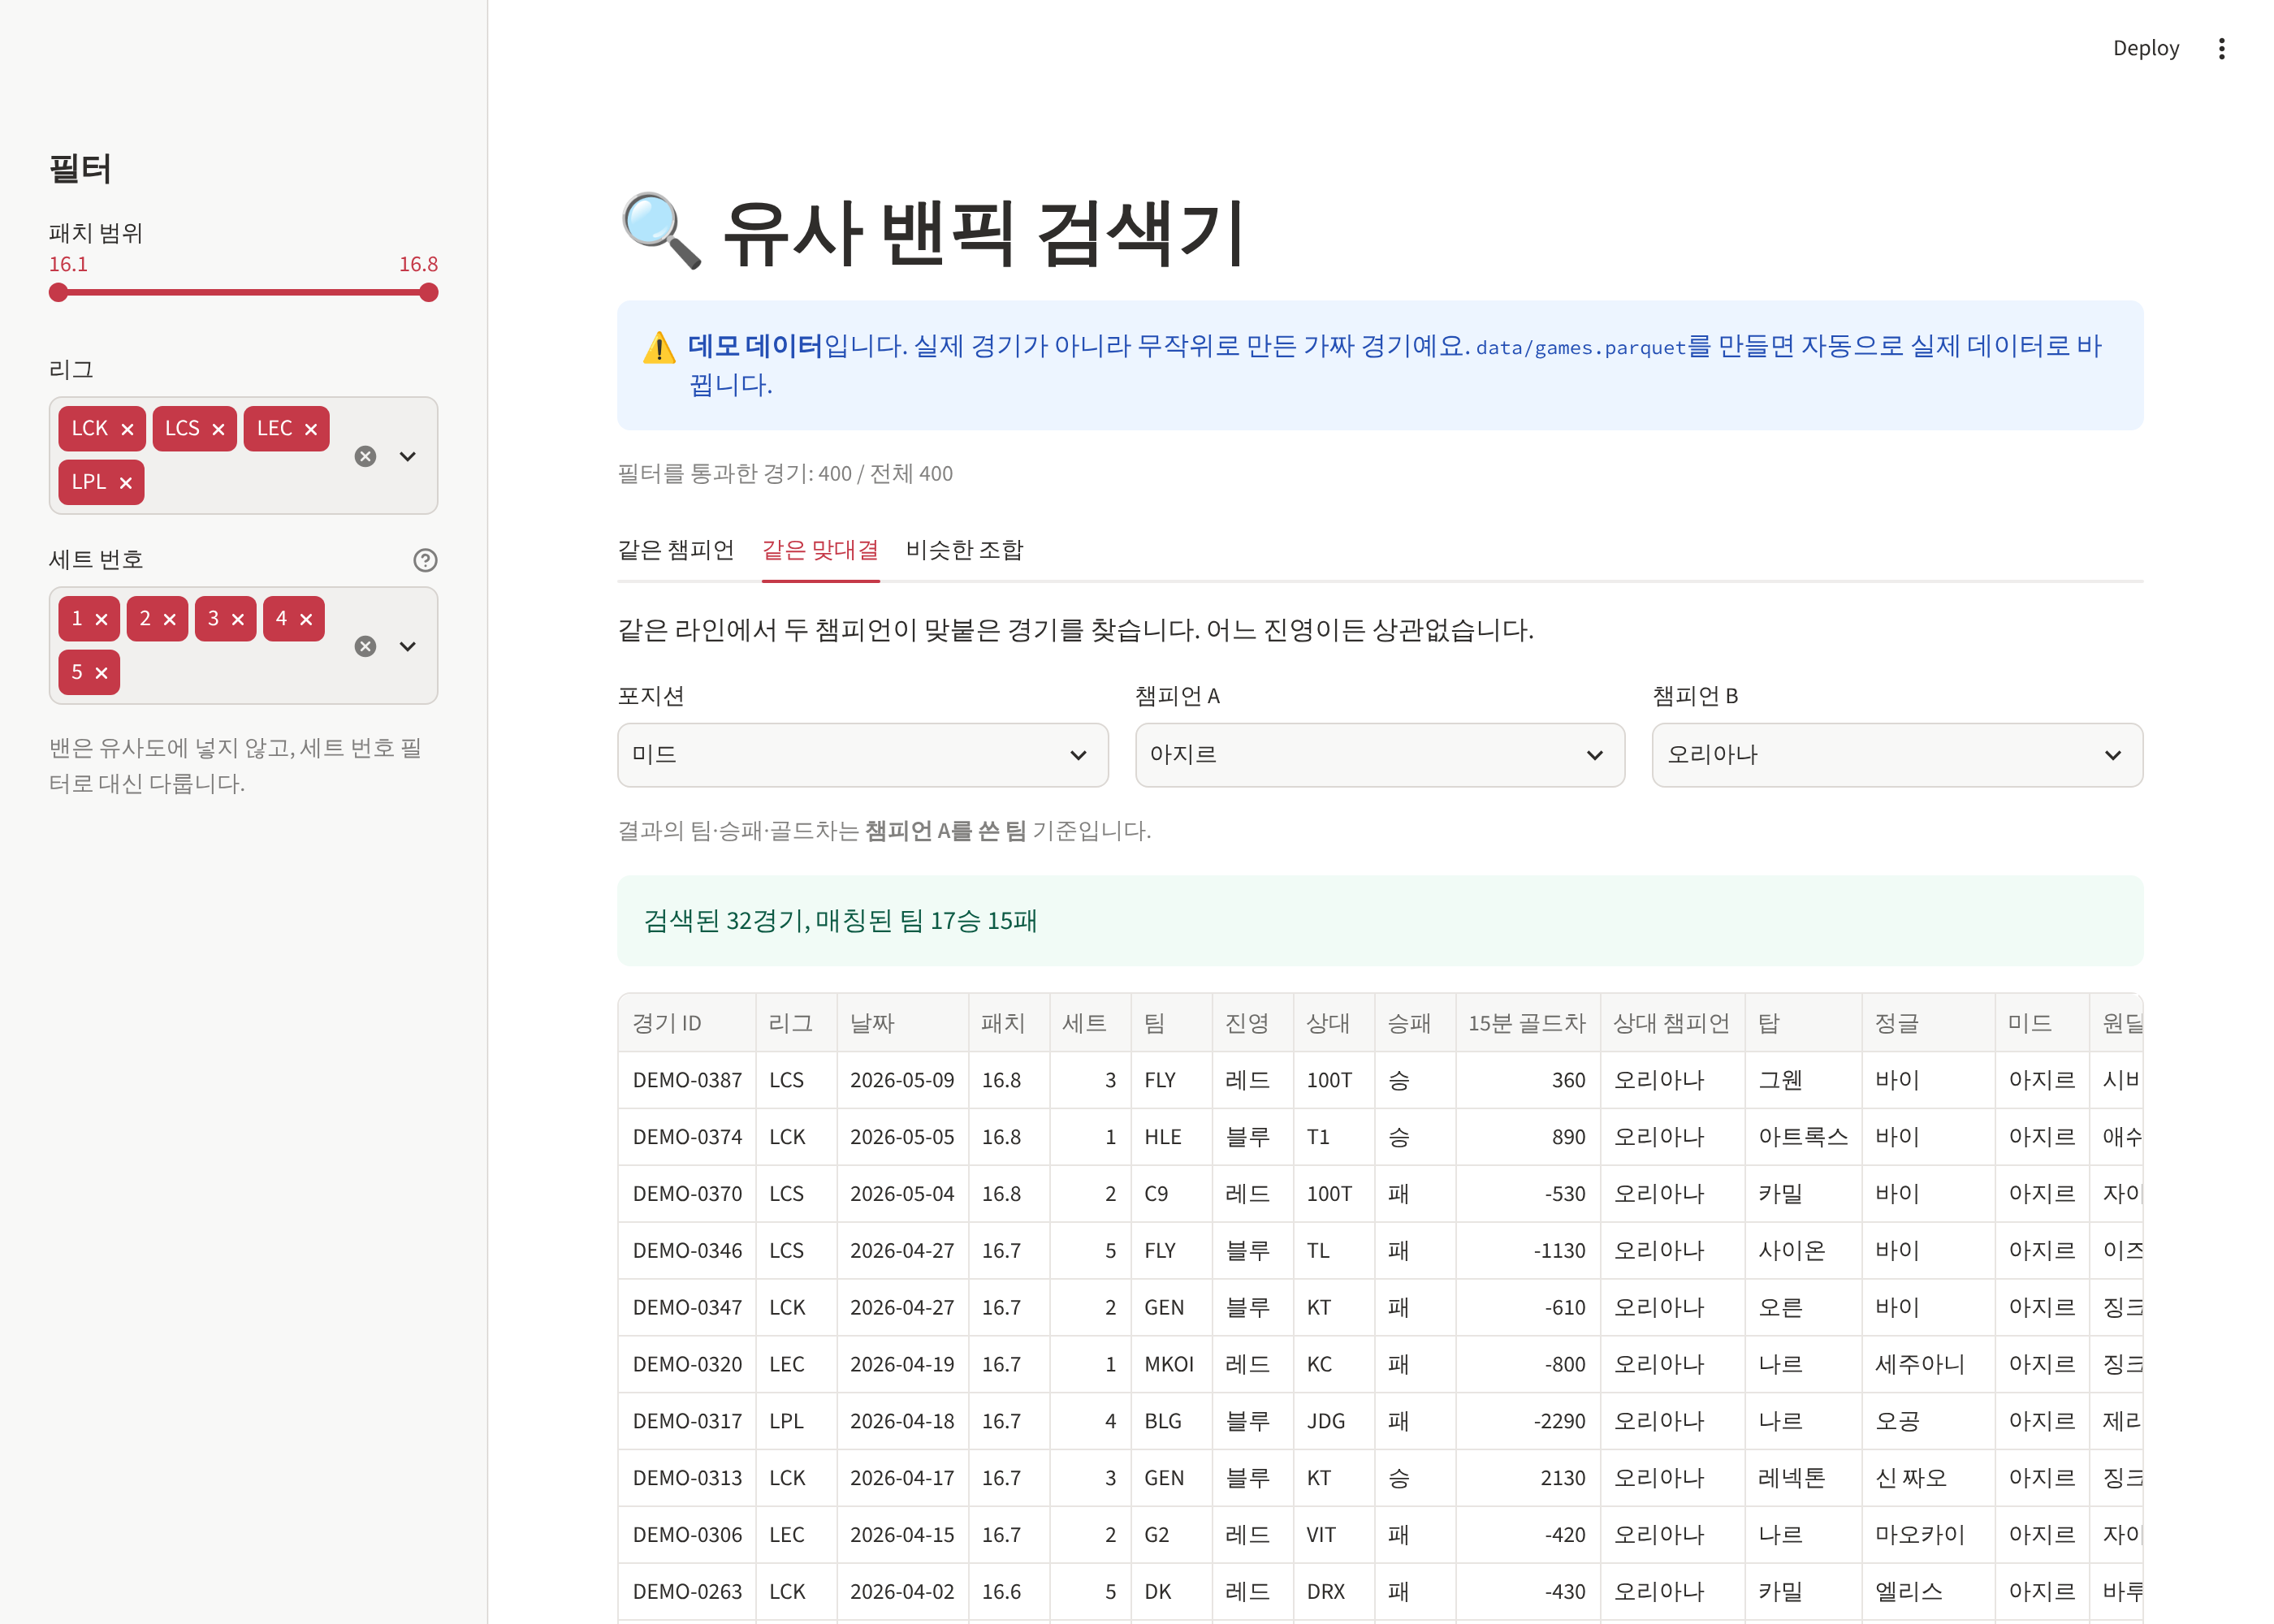 Deploy
필터
패치 범위
16.1 16.8
리그
LCK LCS LEC
LPL
세트 번호
1 2 3 4
5
밴은 유사도에 넣지 않고, 세트 번호 필
터로 대신 다룹니다.
유사 밴픽 검색기
데모 데이터입니다. 실제 경기가 아니라 무작위로 만든 가짜 경기예요. data/games.parquet를 만들면 자동으로 실제 데이터로 바
뀝니다.
필터를 통과한 경기: 400 / 전체 400
같은 챔피언 같은 맞대결 비슷한 조합
같은 라인에서 두 챔피언이 맞붙은 경기를 찾습니다. 어느 진영이든 상관없습니다.
포지션 챔피언 A 챔피언 B
미드 아지르 오리아나
결과의 팀·승패·골드차는 챔피언 A를 쓴 팀 기준입니다.
검색된 32경기, 매칭된 팀 17승 15패
경기 ID 리그 날짜 패치 세트 팀 진영 상대 승패 15분 골드차 상대 챔피언 탑 정글 미드
DEMO-0387 LCS 2026-05-09 16.8 3 FLY 레드 100T 승 360 오리아나 그웬 바이 아지르
DEMO-0374 LCK 2026-05-05 16.8 1 HLE 블루 T1 승 890 오리아나 아트록스 바이 아지르
DEMO-0370 LCS 2026-05-04 16.8 2 C9 레드 100T 패 -530 오리아나 카밀 바이 아지르
DEMO-0346 LCS 2026-04-27 16.7 5 FLY 블루 TL 패 -1130 오리아나 사이온 바이 아지르
DEMO-0347 LCK 2026-04-27 16.7 2 GEN 블루 KT 패 -610 오리아나 오른 바이 아지르
DEMO-0320 LEC 2026-04-19 16.7 1 MKOI 레드 KC 패 -800 오리아나 나르 세주아니 아지르
DEMO-0317 LPL 2026-04-18 16.7 4 BLG 블루 JDG 패 -2290 오리아나 나르 오공 아지르
DEMO-0313 LCK 2026-04-17 16.7 3 GEN 블루 KT 승 2130 오리아나 레넥톤 신 짜오 아지르
DEMO-0306 LEC 2026-04-15 16.7 2 G2 레드 VIT 패 -420 오리아나 나르 마오카이 아지르
DEMO-0263 LCK 2026-04-02 16.6 5 DK 레드 DRX 패 -430 오리아나 카밀 엘리스 아지르